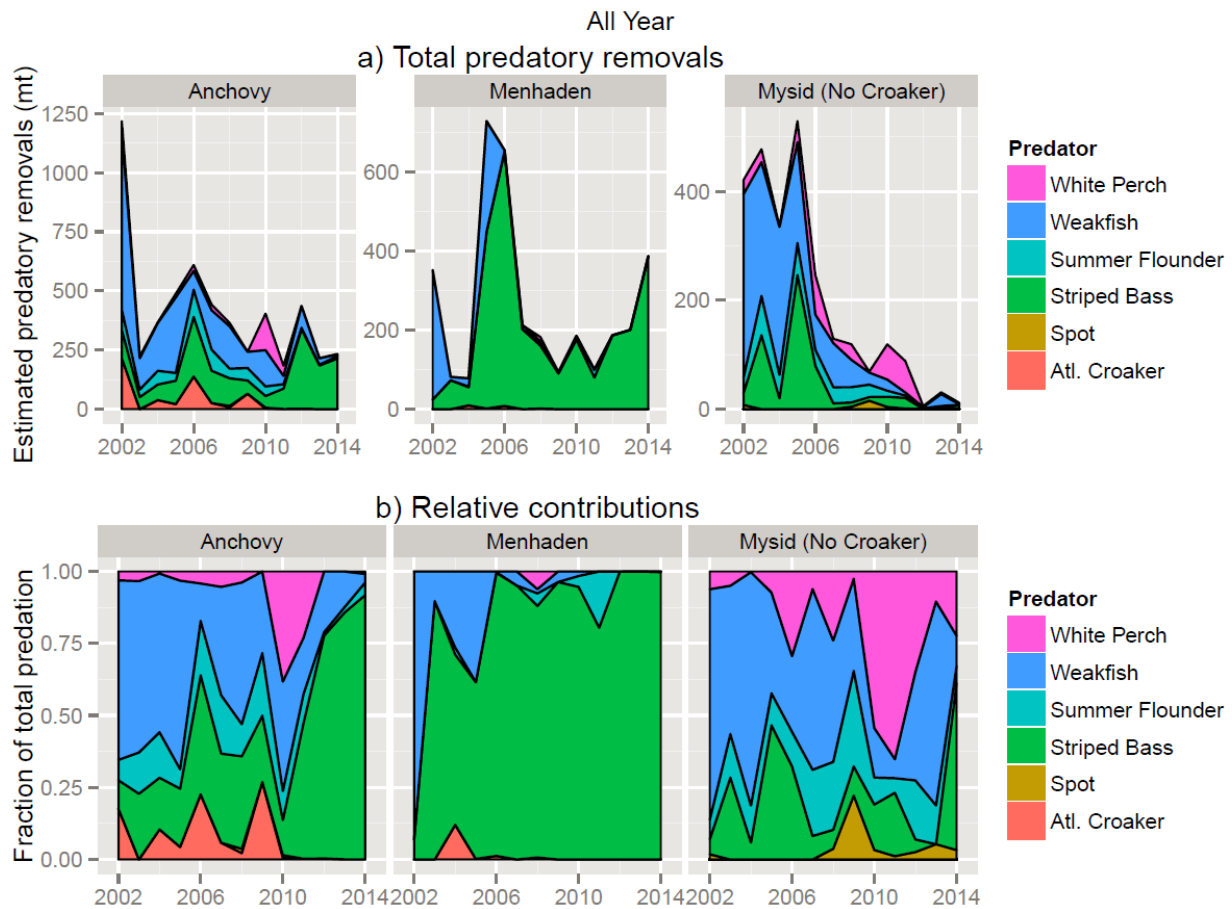 All Year
a) Total predatory removals
Anchovy Menhaden Mysid (No Croaker)
Estimated predatory removals (mt)
1250
1000
750
500
250
0
600
400
200
0
400
200
0
2002 2006 2010 2014 2002 2006 2010 2014 2002 2006 2010 2014
Predator
White Perch
Weakfish
Summer Flounder
Striped Bass
Spot
Atl. Croaker
b) Relative contributions
Anchovy Menhaden Mysid (No Croaker)
Fraction of total predation
1.00
0.75
0.50
0.25
0.00
2002 2006 2010 2014 2002 2006 2010 2014 2002 2006 2010 2014
Predator
White Perch
Weakfish
Summer Flounder
Striped Bass
Spot
Atl. Croaker